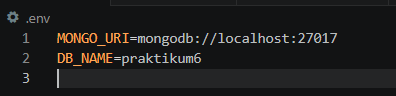 .env
1 MONGO_URI=mongodb://localhost:27017
2 DB_NAME=praktikum6
3